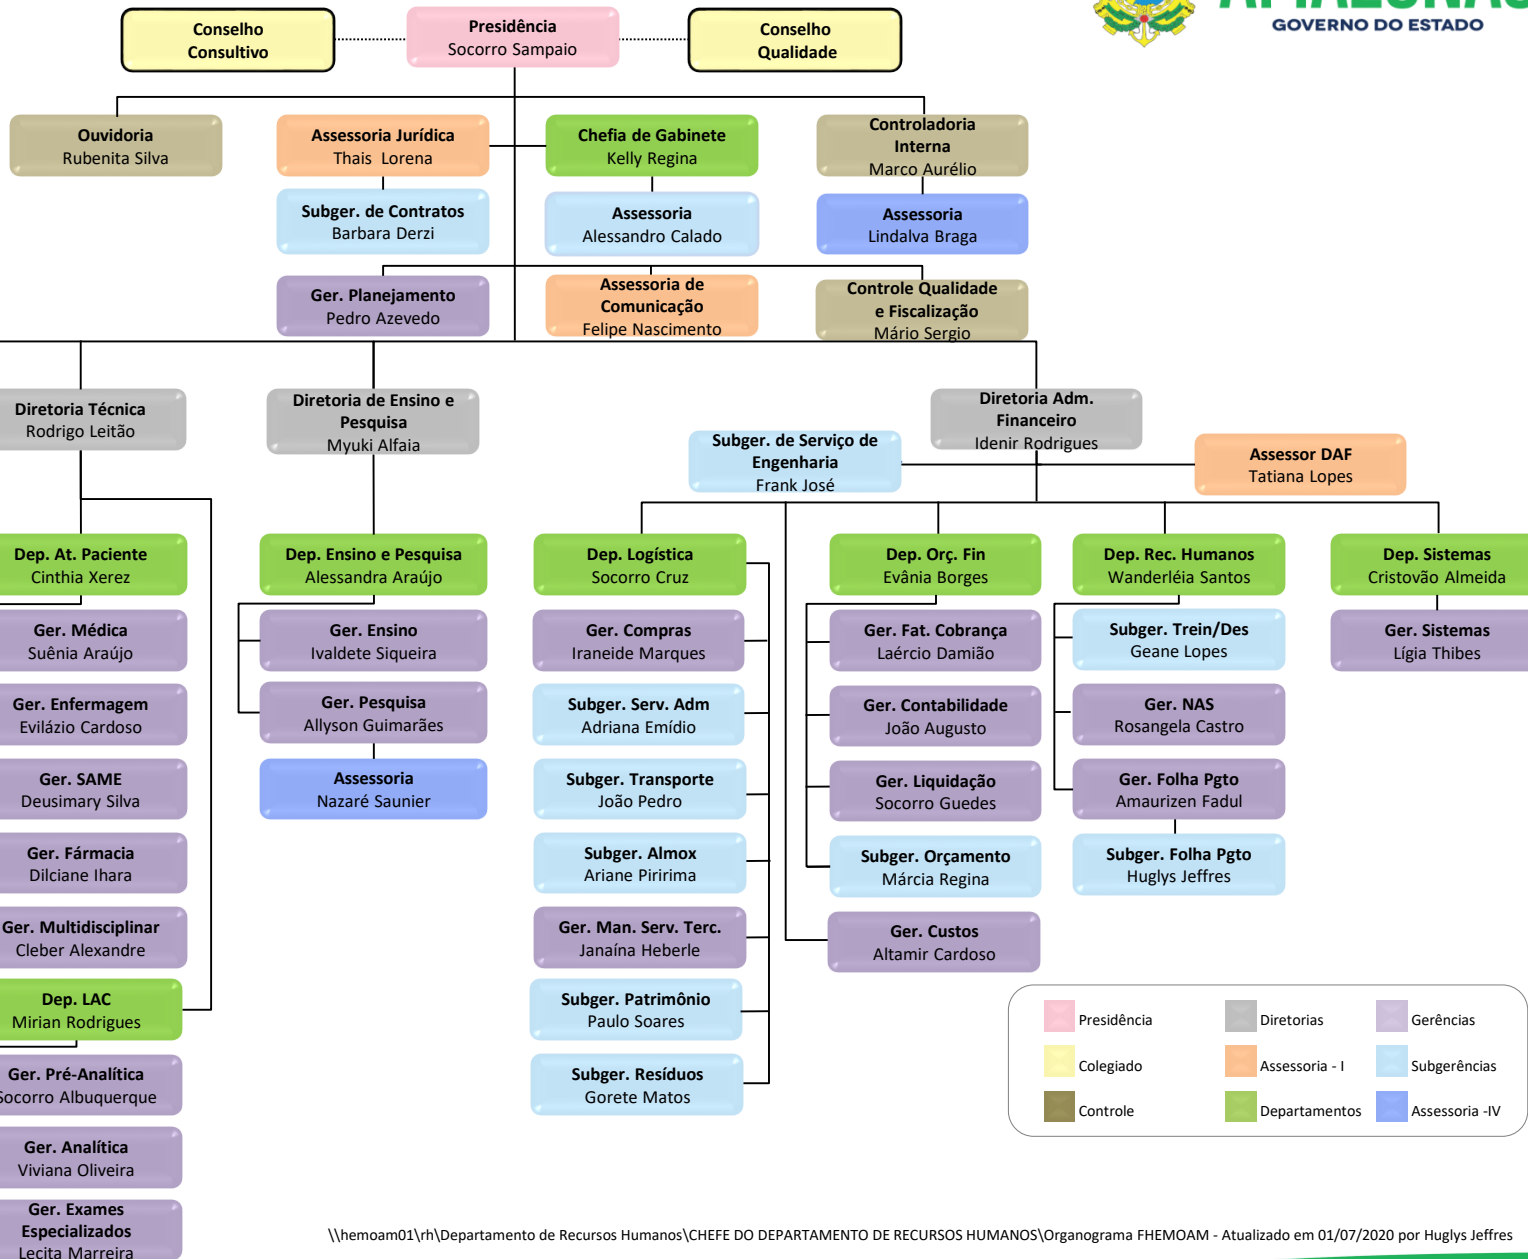 AMAZONAS
GOVERNO DO ESTADO
Conselho
Consultivo
Presidência
Socorro Sampaio
Conselho
Qualidade
Ouvidoria
Rubenita Silva
Assessoria Jurídica
Thais Lorena
Chefia de Gabinete
Kelly Regina
Controladoria
Interna
Marco Aurélio
Subger. de Contratos
Barbara Derzi
Assessoria
Alessandro Calado
Assessoria
Lindalva Braga
Ger. Planejamento
Pedro Azevedo
Assessoria de
Comunicação
Felipe Nascimento
Controle Qualidade
e Fiscalização
Mário Sergio
Diretoria Técnica
Rodrigo Leitão
Diretoria de Ensino e
Pesquisa
Myuki Alfaia
Diretoria Adm.
Financeiro
Idenir Rodrigues
Subger. de Serviço de
Engenharia
Frank José
Assessor DAF
Tatiana Lopes
Dep. At. Paciente
Cinthia Xerez
Ger. Médica
Suênia Araújo
Ger. Enfermagem
Evilázio Cardoso
Ger. SAME
Deusimary Silva
Ger. Fármacia
Dilciane Ihara
Ger. Multidisciplinar
Cleber Alexandre
Dep. LAC
Mirian Rodrigues
Ger. Pré-Analítica
Socorro Albuquerque
Ger. Analítica
Viviana Oliveira
Ger. Exames
Especializados
Lecita Marreira
Dep. Ensino e Pesquisa
Alessandra Araújo
Ger. Ensino
Ivaldete Siqueira
Ger. Pesquisa
Allyson Guimarães
Assessoria
Nazaré Saunier
Dep. Logística
Socorro Cruz
Ger. Compras
Iraneide Marques
Subger. Serv. Adm
Adriana Emídio
Subger. Transporte
João Pedro
Subger. Almox
Ariane Piririma
Ger. Man. Serv. Terc.
Janaína Heberle
Subger. Patrimônio
Paulo Soares
Subger. Resíduos
Gorete Matos
Dep. Orç. Fin
Evânia Borges
Ger. Fat. Cobrança
Laércio Damião
Ger. Contabilidade
João Augusto
Ger. Liquidação
Socorro Guedes
Subger. Orçamento
Márcia Regina
Ger. Custos
Altamir Cardoso
Dep. Rec. Humanos
Wanderléia Santos
Subger. Trein/Des
Geane Lopes
Ger. NAS
Rosangela Castro
Ger. Folha Pgto
Amaurizen Fadul
Subger. Folha Pgto
Huglys Jeffres
Dep. Sistemas
Cristovão Almeida
Ger. Sistemas
Lígia Thibes
Presidência
Diretorias
Gerências
Colegiado
Assessoria - I
Subgerências
Controle
Departamentos
Assessoria -IV
\\hemoam01\rh\Departamento de Recursos Humanos\CHEFE DO DEPARTAMENTO DE RECURSOS HUMANOS\Organograma FHEMOAM - Atualizado em 01/07/2020 por Huglys Jeffres